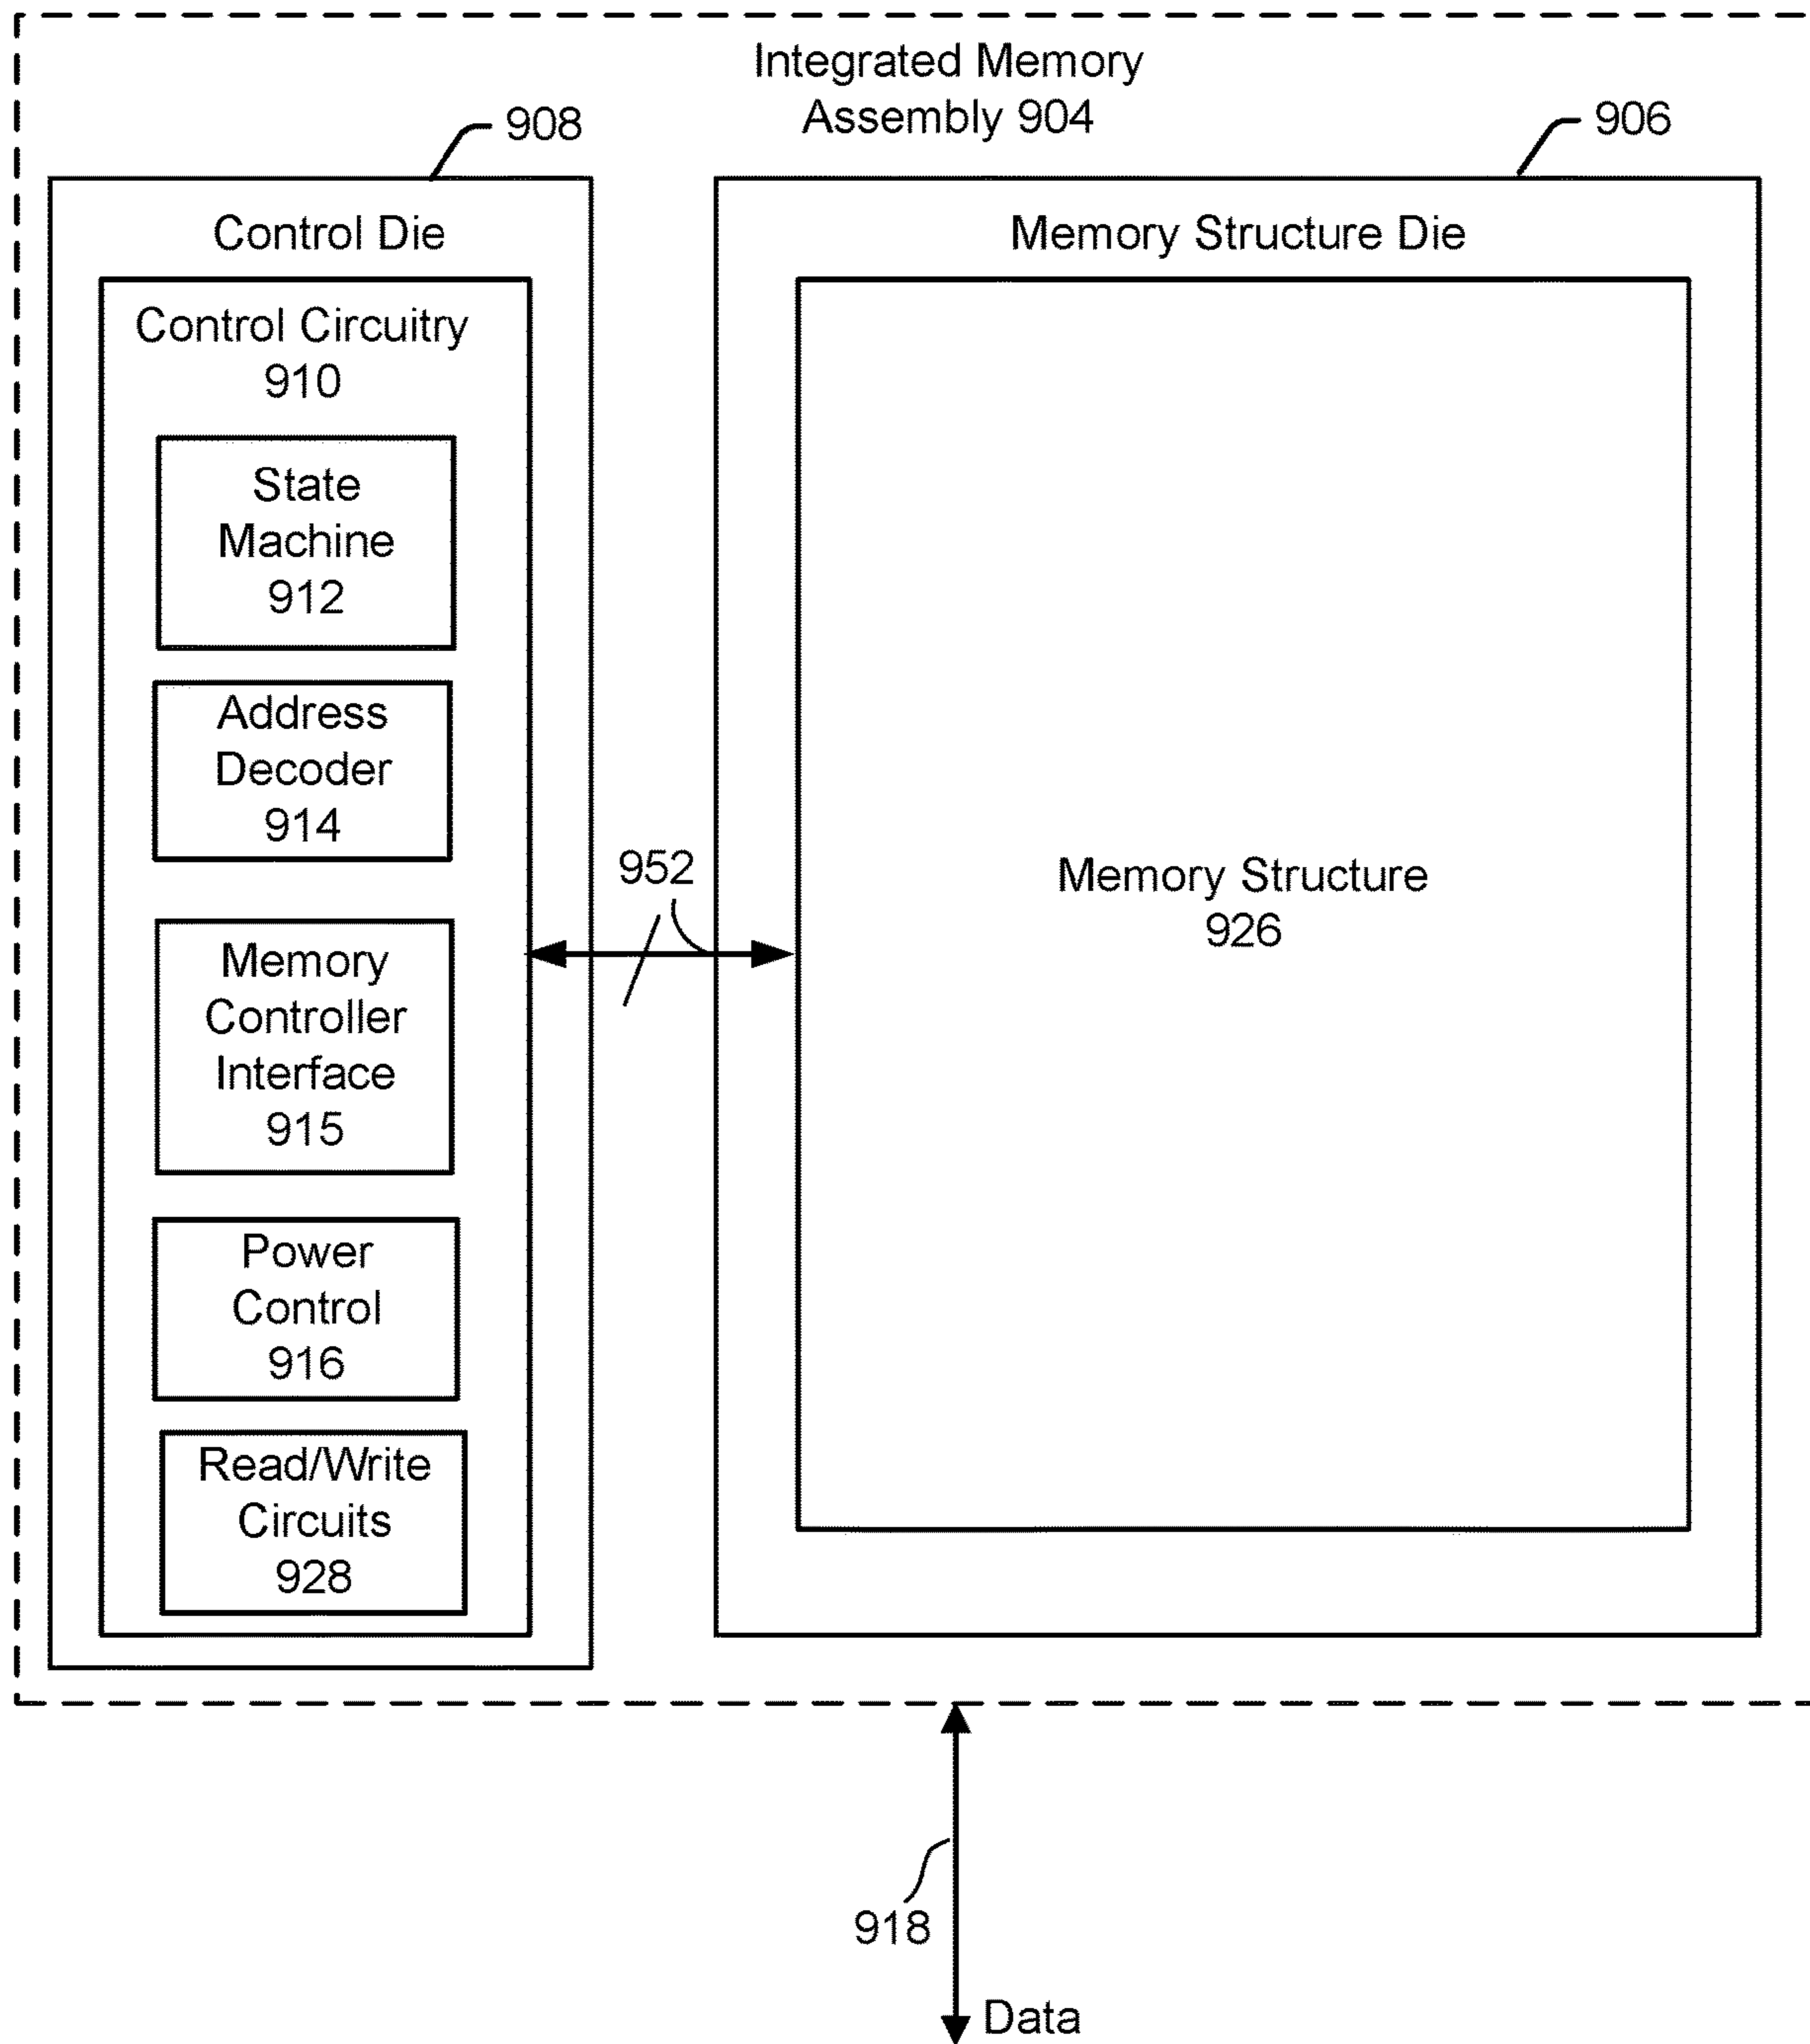 Integrated Memory
Assembly 904
908
906
Control Die
Control Circuitry
910
State
Machine
912
Address
Decoder
914
Memory
Controller
Interface
915
Power
Control
916
Read/Write
Circuits
928
952
Memory Structure Die
Memory Structure
926
918
Data